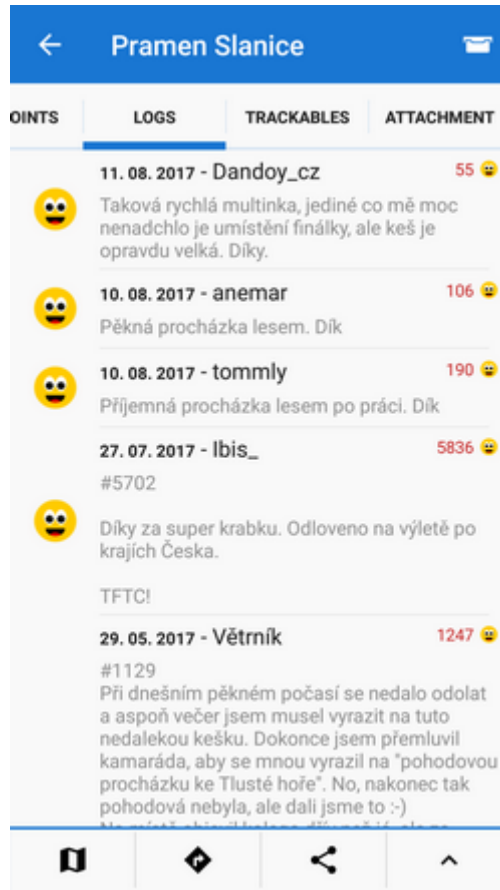 Pramen Slanice
OINTS LOGS TRACKABLES ATTACHMENT
11. 08. 2017 - Dandoy_cz 55
Taková rychlá multinka, jediné co mě moc
nenadchlo je umístění finálky, ale keš je
opravdu velká. Díky.
10. 08. 2017 - anemar 106
Pěkná procházka lesem. Dík
10. 08. 2017 - tommly 190
Příjemná procházka lesem po práci. Dík
27. 07. 2017 - Ibis_ 5836
#5702
Díky za super krabku. Odloveno na výletě po
krajích Česka.
TFTC!
29. 05. 2017 - Větrník 1247
#1129
Při dnešním pěkném počasí se nedalo odolat
a aspoň večer jsem musel vyrazit na tuto
nedalekou kešku. Dokonce jsem přemluvil
kamaráda, aby se mnou vyrazil na "pohodovou
procházku ke Tlusté hoře". No, nakonec tak
pohodová nebyla, ale dali jsme to :-)